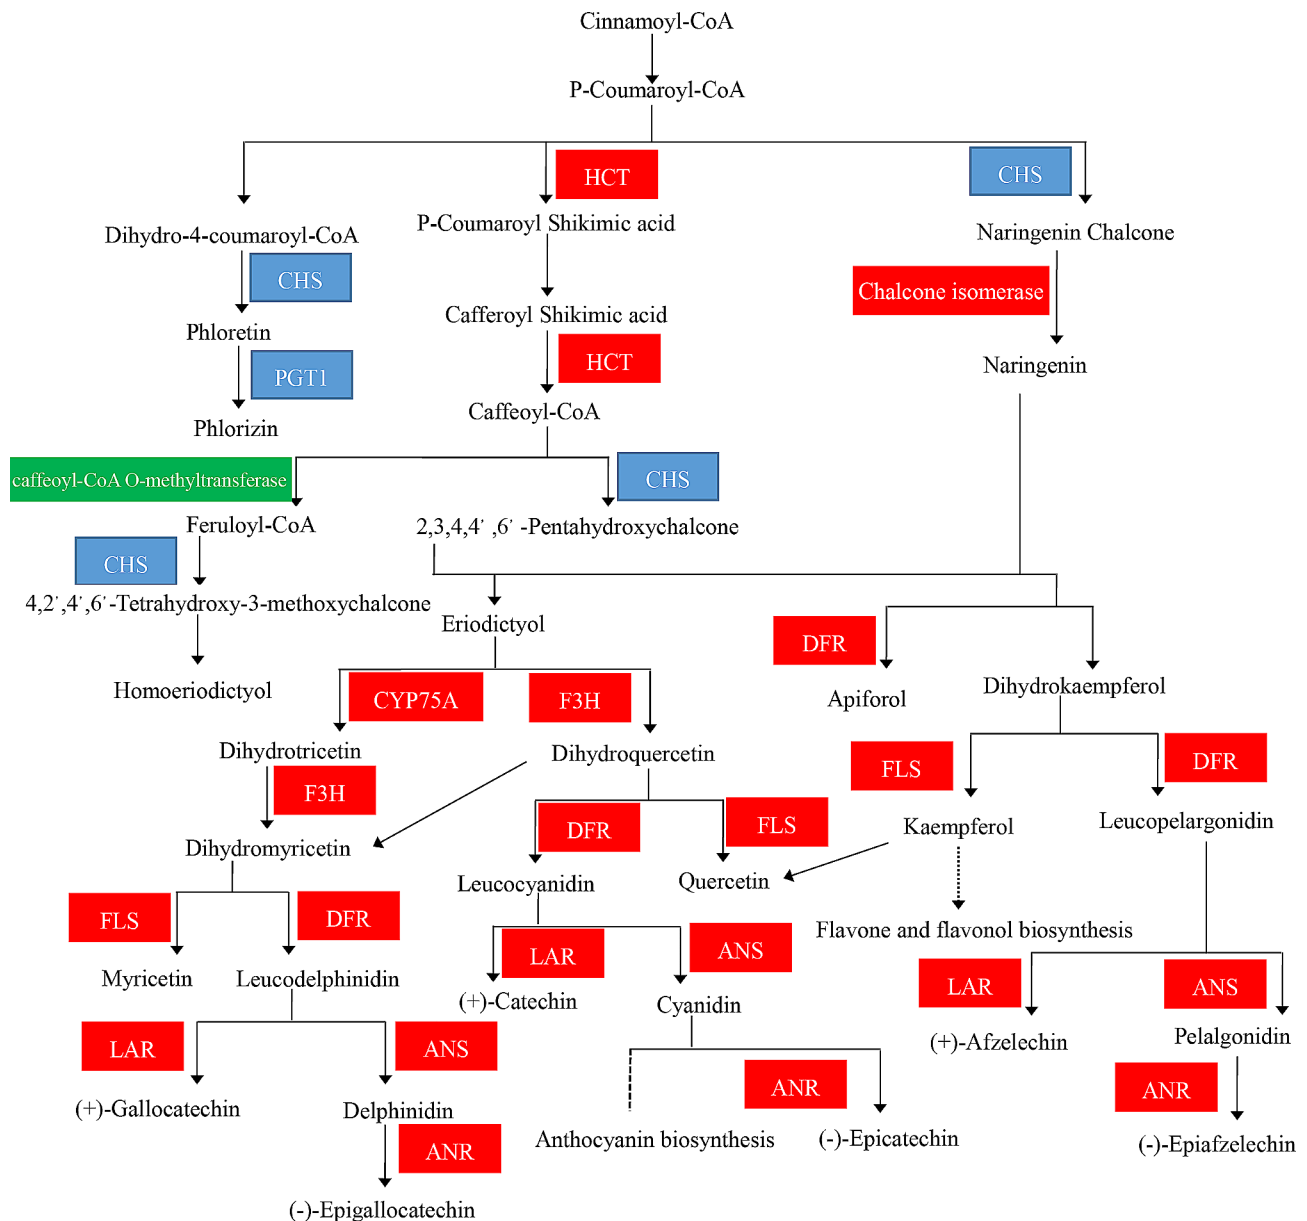 Cinnamoyl-CoA
P-Coumaroyl-CoA
HCT
CHS
P-Coumaroyl Shikimic acid
Dihydro-4-coumaroyl-CoA
Naringenin Chalcone
CHS
Chalcone isomerase
Cafferoyl Shikimic acid
Phloretin
HCT
Naringenin
PGT1
Caffeoyl-CoA
Phlorizin
caffeoyl-CoA O-methyltransferase
CHS
Feruloyl-CoA
2,3,4,4',6'-Pentahydroxychalcone
CHS
4,2',4',6'-Tetrahydroxy-3-methoxychalcone
Eriodictyol
DFR
Homoeriodictyol
CYP75A
F3H
Apiforol
Dihydrokaempferol
Dihydrotricetin
Dihydroquercetin
FLS
DFR
F3H
DFR
FLS
Kaempferol
Leucopelargonidin
Dihydromyricetin
Leucocyanidin
Quercetin
FLS
DFR
Flavone and flavonol biosynthesis
LAR
ANS
Myricetin
Leucodelphinidin
(+)-Catechin
Cyanidin
LAR
ANS
LAR
ANS
(+)-Afzelechin
Pelalgonidin
(+)-Gallocatechin
Delphinidin
ANR
ANR
Anthocyanin biosynthesis
(-)-Epicatechin
(-)-Epiafzelechin
ANR
(-)-Epigallocatechin